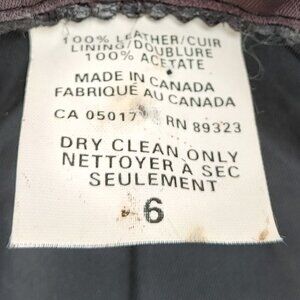 100% LEATHER/CUIR
LINING/DOUBLURE
100% ACETATE
MADE IN CANADA
FABRIQUÉ AU CANADA
CA 05017 RN 89323
DRY CLEAN ONLY
NETTOYER A SEC
SEULEMENT
6